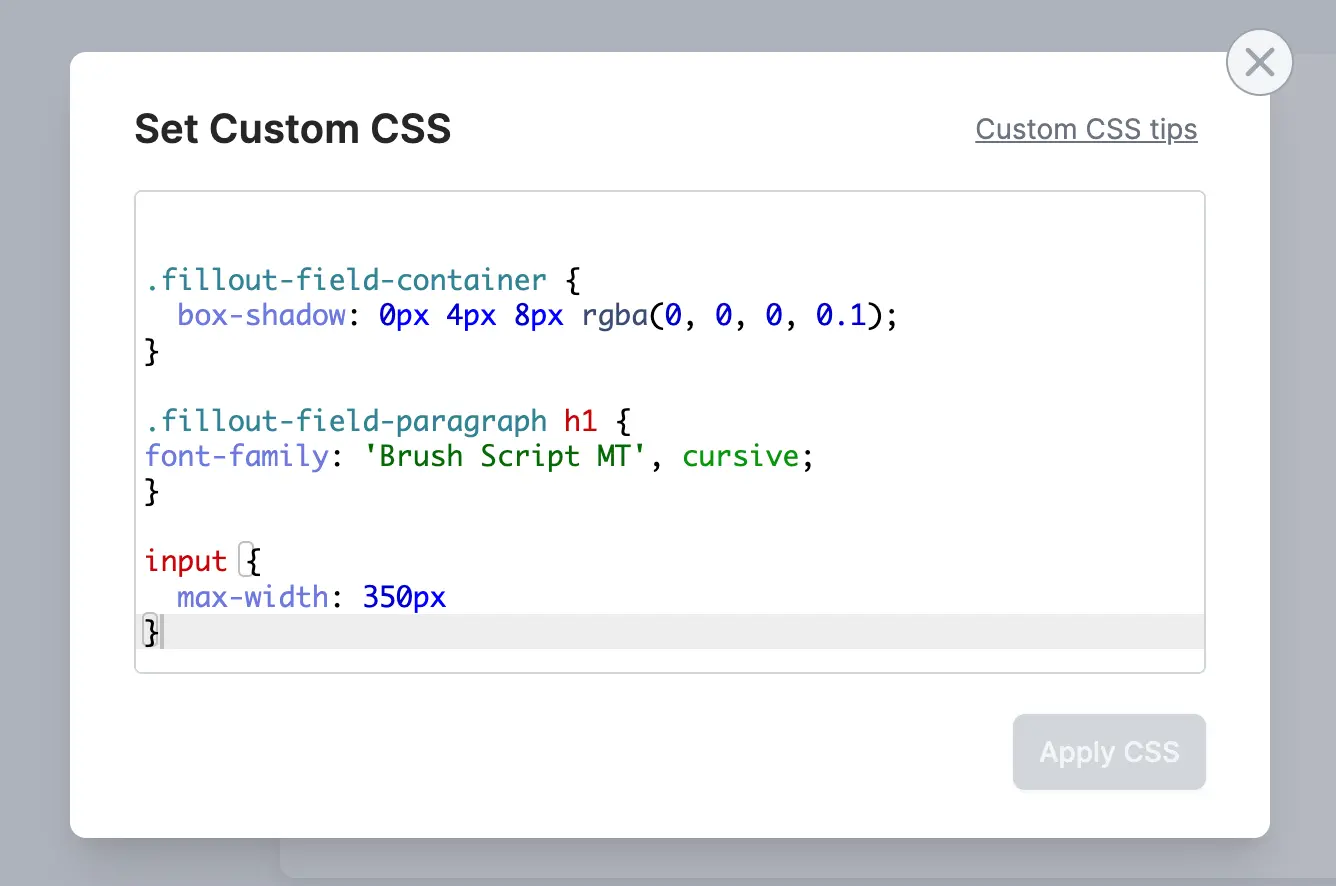 Set Custom CSS
Custom CSS tips
.fillout-field-container {
  box-shadow: 0px 4px 8px rgba(0, 0, 0, 0.1);
}

.fillout-field-paragraph h1 {
font-family: 'Brush Script MT', cursive;
}

input {
  max-width: 350px
}
Apply CSS